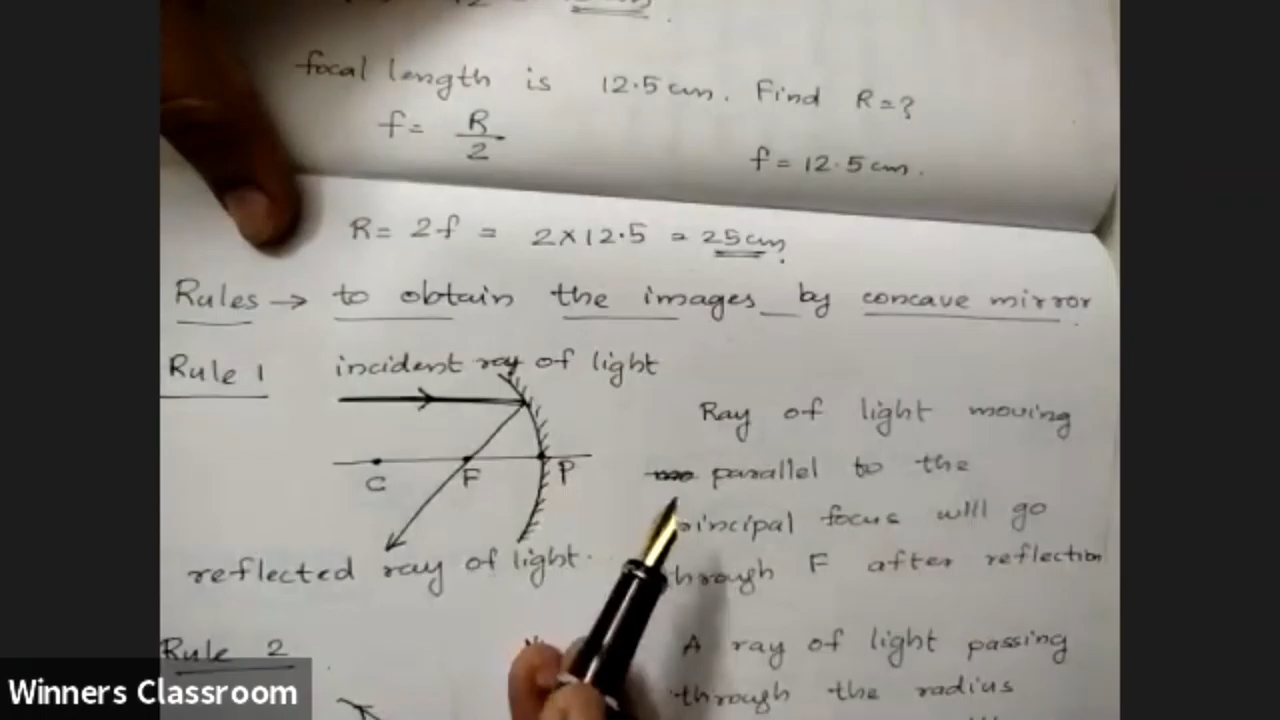 focal length is 12.5 cm. Find R=?
f= R/2
f = 12.5 cm.
R= 2f = 2×12.5 = 25cm.
Rules → to obtain the images by concave mirror
Rule 1
incident ray of light
C F P
reflected ray of light.
Ray of light moving
parallel to the
principal focus will go
through F after reflection
Rule 2
A ray of light passing
through the radius
Winners Classroom